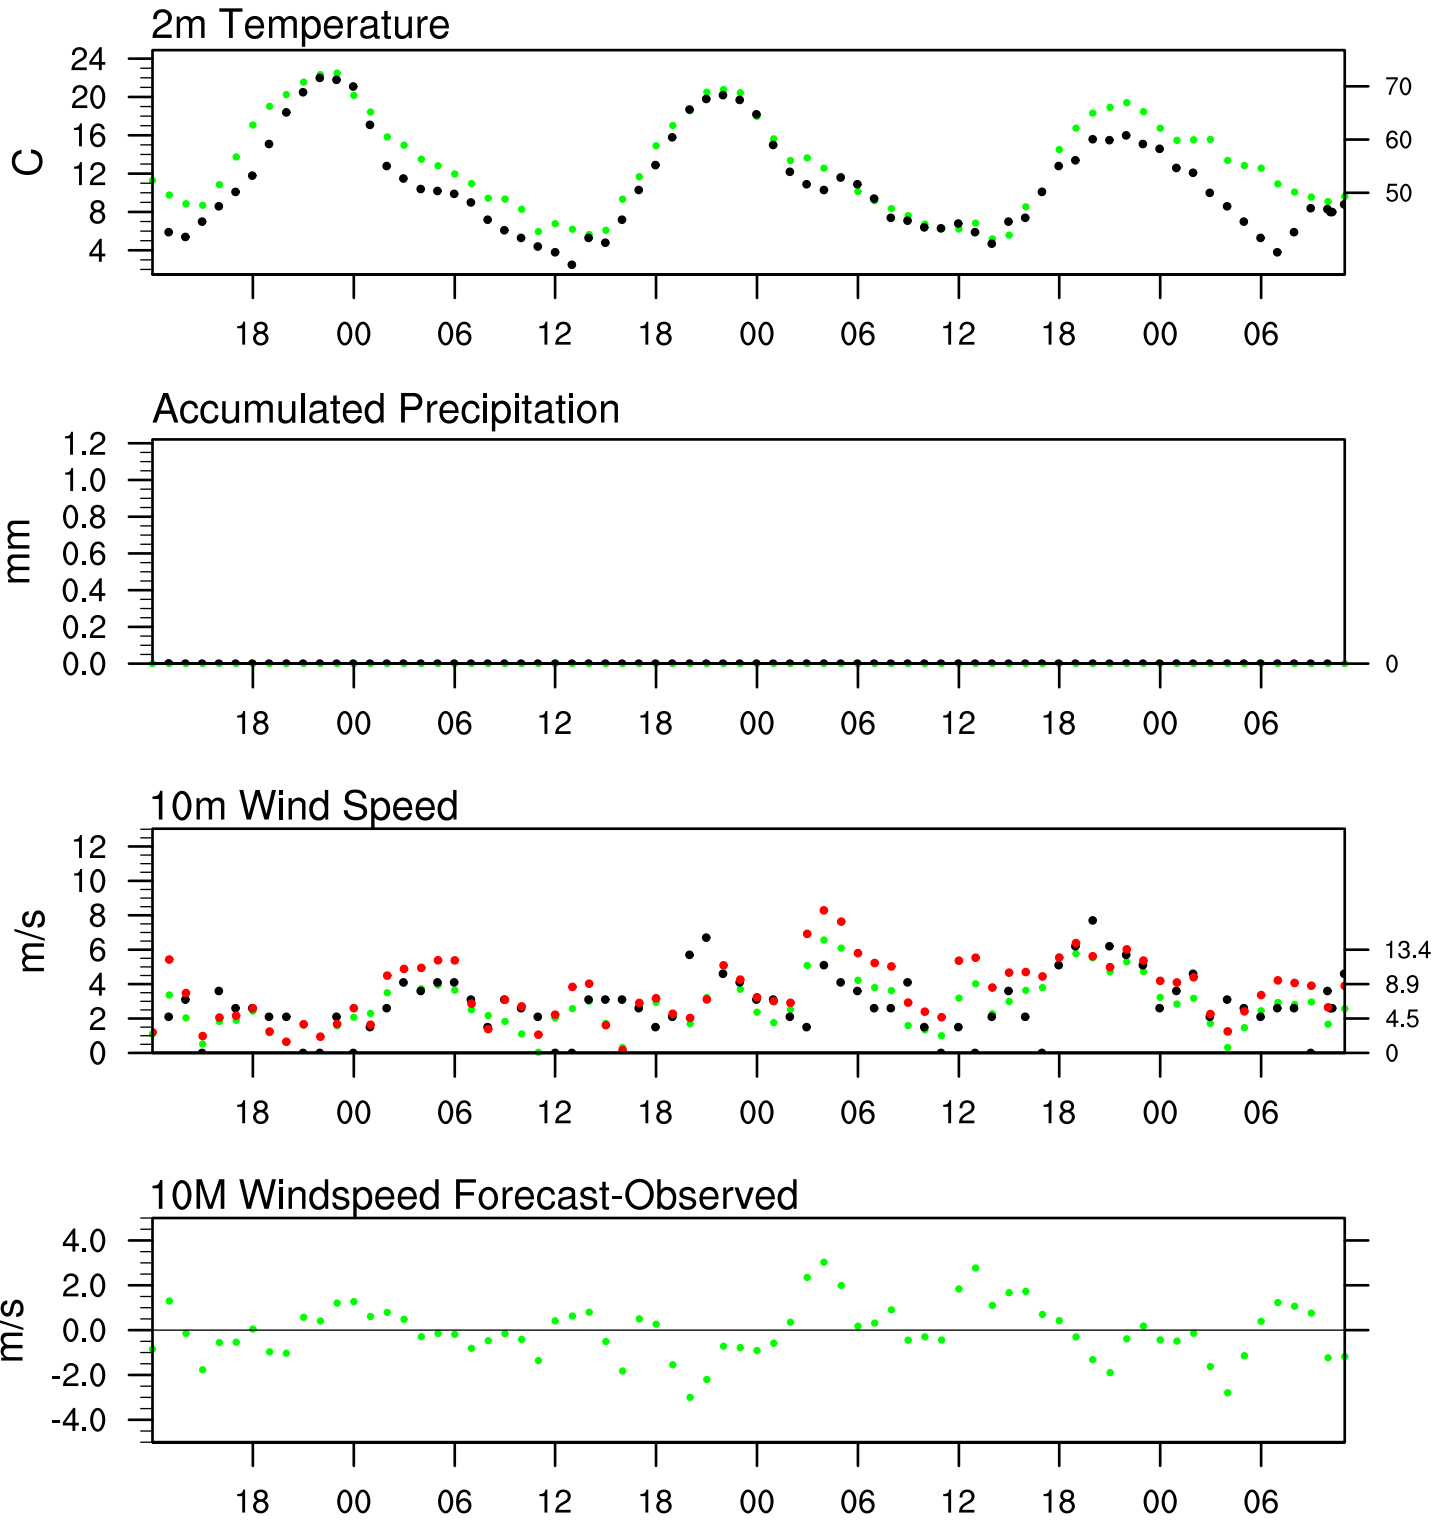 2m Temperature
24
20
16
12
8
4
C
70
60
50
18 00 06 12 18 00 06 12 18 00 06
Accumulated Precipitation
1.2
1.0
0.8
0.6
0.4
0.2
0.0
mm
0
18 00 06 12 18 00 06 12 18 00 06
10m Wind Speed
12
10
8
6
4
2
0
m/s
13.4
8.9
4.5
0
18 00 06 12 18 00 06 12 18 00 06
10M Windspeed Forecast-Observed
4.0
2.0
0.0
-2.0
-4.0
m/s
18 00 06 12 18 00 06 12 18 00 06